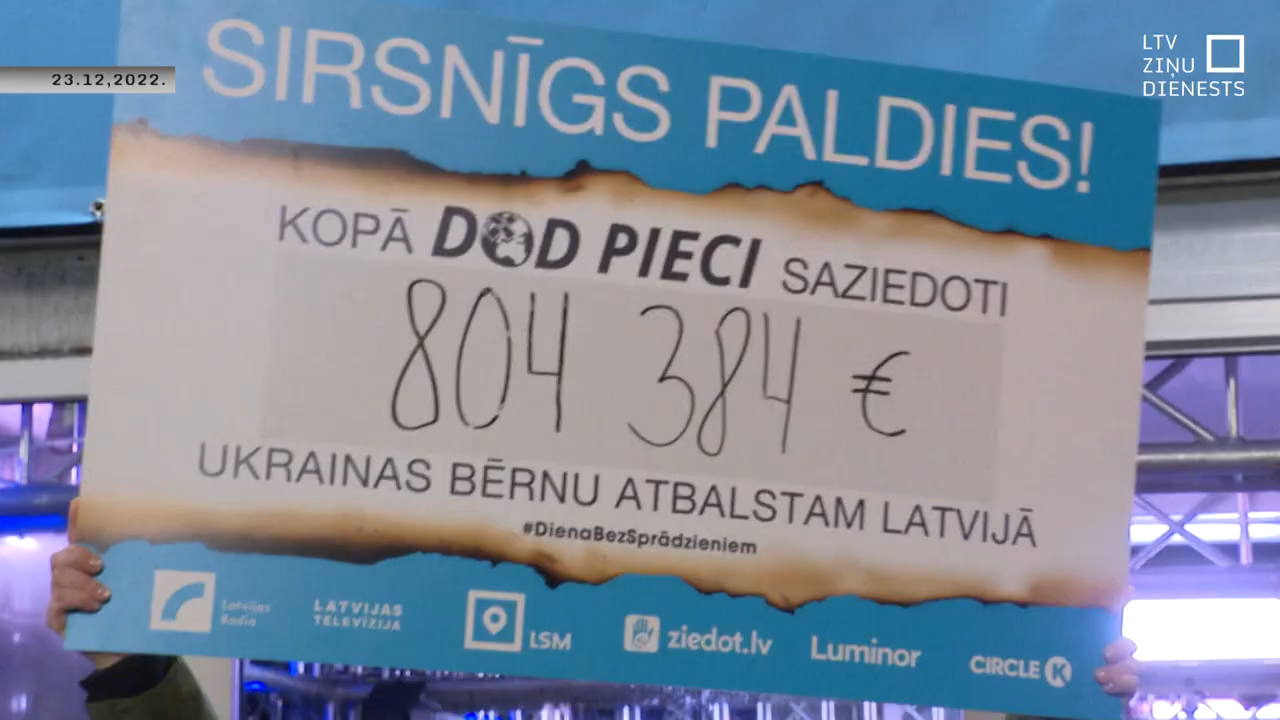 LTV
ZIŅU
DIENESTS
23.12,2022.
SIRSNĪGS PALDIES!
KOPĀ DOD PIECI SAZIEDOTI
804 384 €
UKRAINAS BĒRNU ATBALSTAM LATVIJĀ
#DienaBezSprādzieniem
Latvijas
Radio
LATVIJAS
TELEVĪZIJA
LSM
ziedot.lv
Luminor
CIRCLE K